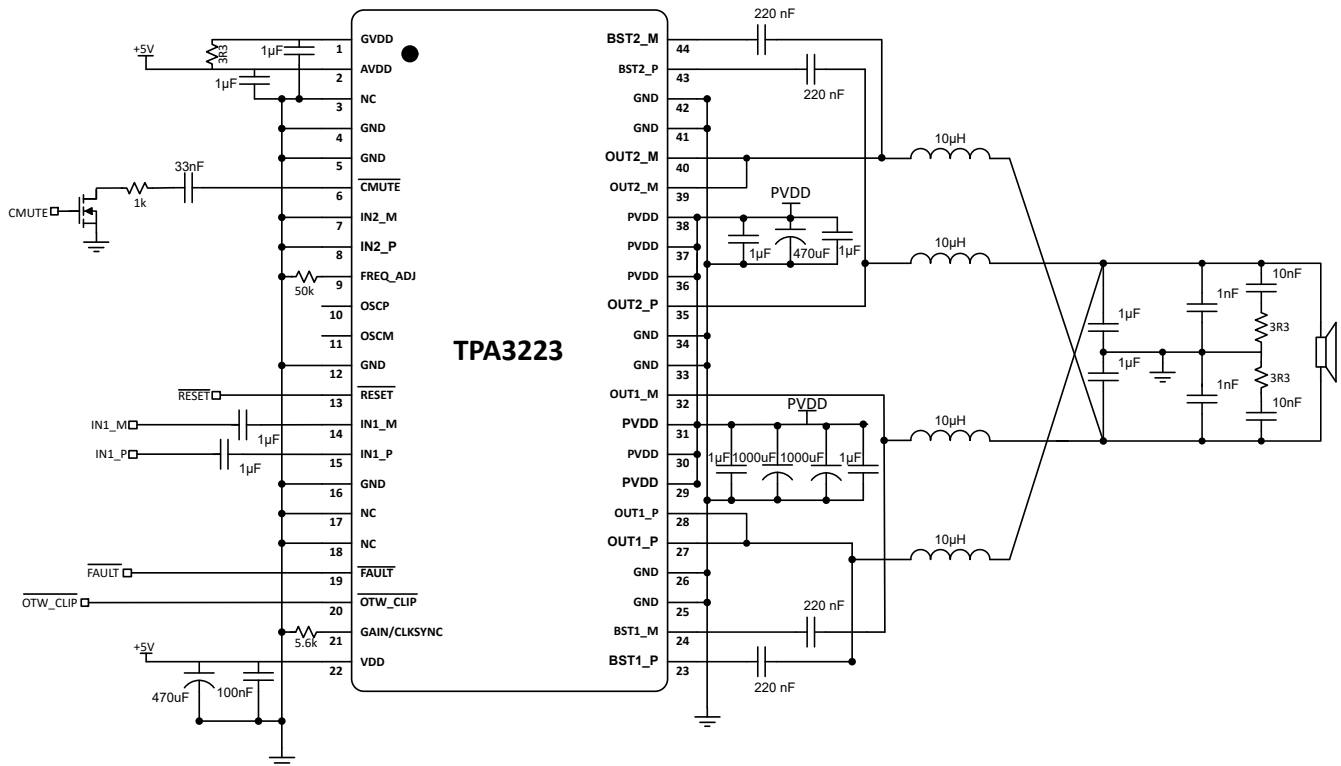 220 nF
GVDD
1
3R3
1µF
+5V
AVDD
2
1µF
NC
3
GND
4
GND
5
33nF
CMUTE
6
1k
CMUTE
IN2_M
7
IN2_P
8
FREQ_ADJ
9
50k
OSCP
10
OSCM
11
GND
12
RESET
RESET
13
IN1_M
IN1_M
14
1µF
IN1_P
IN1_P
15
1µF
GND
16
NC
17
NC
18
FAULT
FAULT
19
OTW_CLIP
OTW_CLIP
20
GAIN/CLKSYNC
21
5.6k
+5V
VDD
22
470uF
100nF
TPA3223
BST2_M
44
BST2_P
43
220 nF
GND
42
GND
41
OUT2_M
40
10µH
OUT2_M
39
PVDD
PVDD
38
PVDD
37
1µF
470uF
1µF
PVDD
36
10µH
OUT2_P
35
GND
34
GND
33
OUT1_M
32
PVDD
PVDD
31
PVDD
30
1µF
1000uF
1000uF
1µF
PVDD
29
10µH
OUT1_P
28
OUT1_P
27
10µH
GND
26
GND
25
220 nF
BST1_M
24
BST1_P
23
220 nF
10nF
1nF
1µF
3R3
1µF
3R3
1nF
10nF